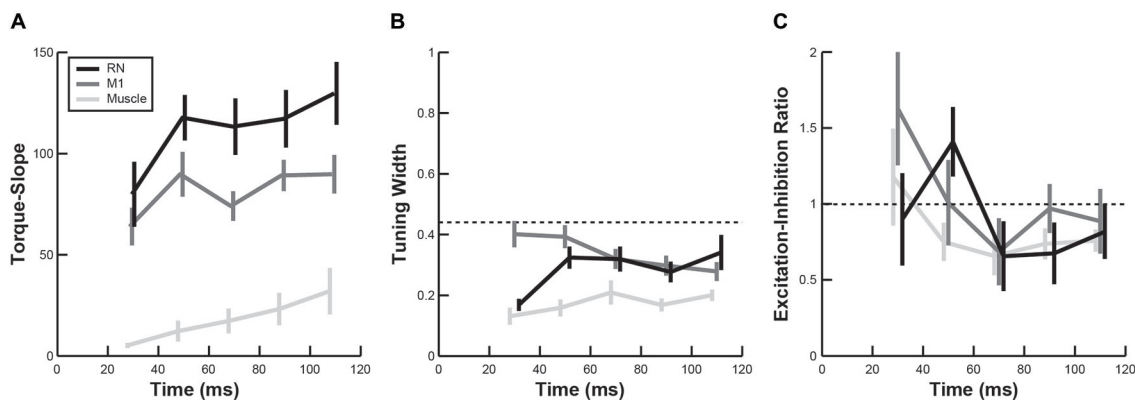 A
B
C
Torque-Slope
150
100
50
0
RN
M1
Muscle
0 20 40 60 80 100 120
Time (ms)
Tuning Width
1
0.8
0.6
0.4
0.2
0
0 20 40 60 80 100 120
Time (ms)
Excitation-Inhibition Ratio
2
1.5
1
0.5
0
0 20 40 60 80 100 120
Time (ms)